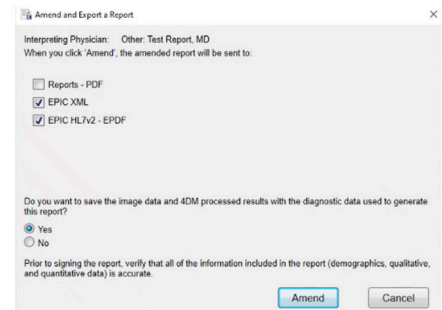 Amend and Export a Report
Interpreting Physician: Other: Test Report, MD
When you click 'Amend', the amended report will be sent to:
Reports - PDF
EPIC XML
EPIC HL7v2 - EPDF
Do you want to save the image data and 4DM processed results with the diagnostic data used to generate
this report?
Yes
No
Prior to signing the report, verify that all of the information included in the report (demographics, qualitative,
and quantitative data) is accurate.
Amend Cancel